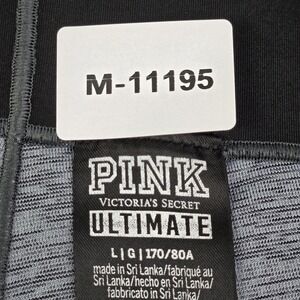 M-11195
PINK
VICTORIA'S SECRET
ULTIMATE
L | G | 170/80A
made in Sri Lanka/fabriqué au
Sri Lanka/hecho en Sri Lanka/
fabbricato in Sri Lanka/